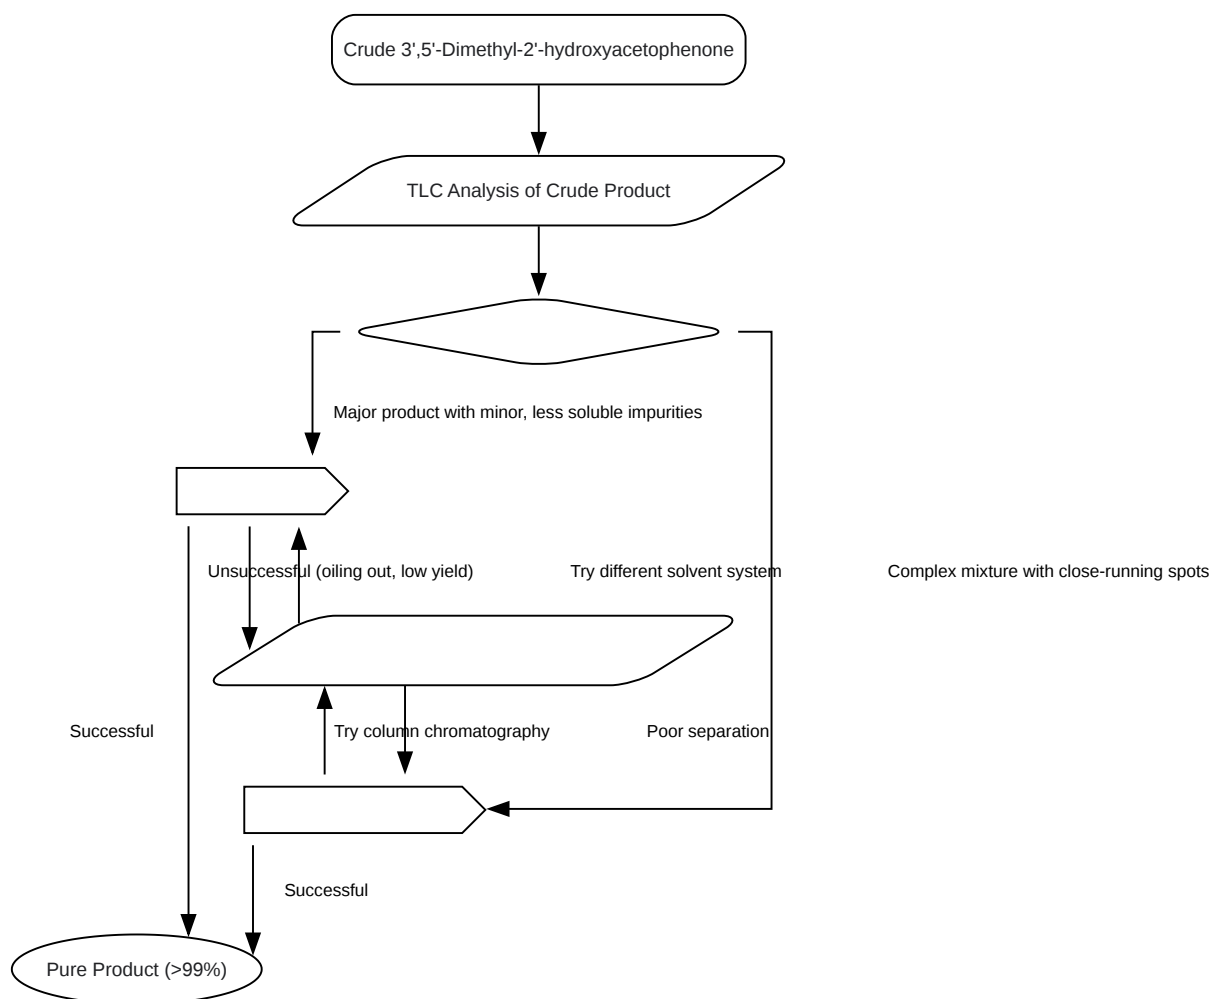 Crude 3',5'-Dimethyl-2'-hydroxyacetophenone
TLC Analysis of Crude Product
Major product with minor, less soluble impurities
Unsuccessful (oiling out, low yield)
Try different solvent system
Complex mixture with close-running spots
Successful
Try column chromatography
Poor separation
Successful
Pure Product (>99%)